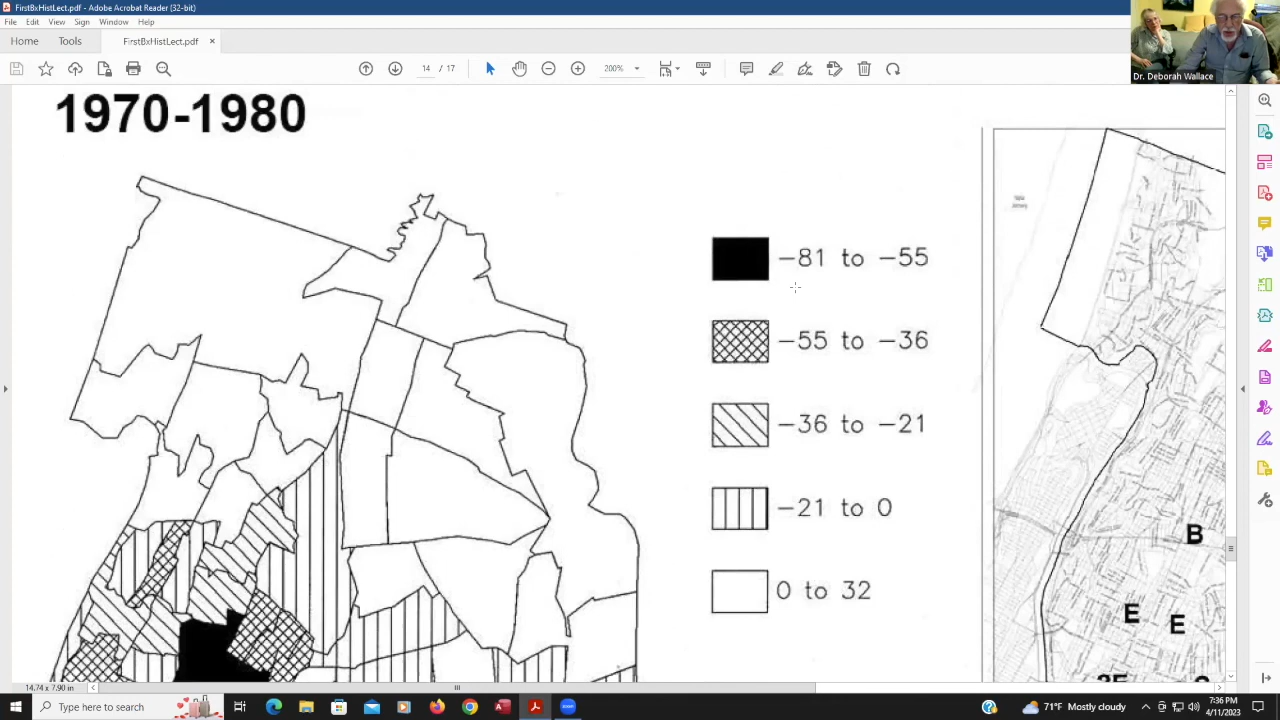 FirstBxHistLect.pdf - Adobe Acrobat Reader (32-bit)
File Edit View Sign Window Help
Home Tools FirstBxHistLect.pdf ×
14 / 17 200%
Dr. Deborah Wallace
1970-1980
-81 to -55
-55 to -36
-36 to -21
-21 to 0
0 to 32
B
E E
14.74 x 7.90 in
Type here to search
71°F Mostly cloudy
7:36 PM
4/11/2023